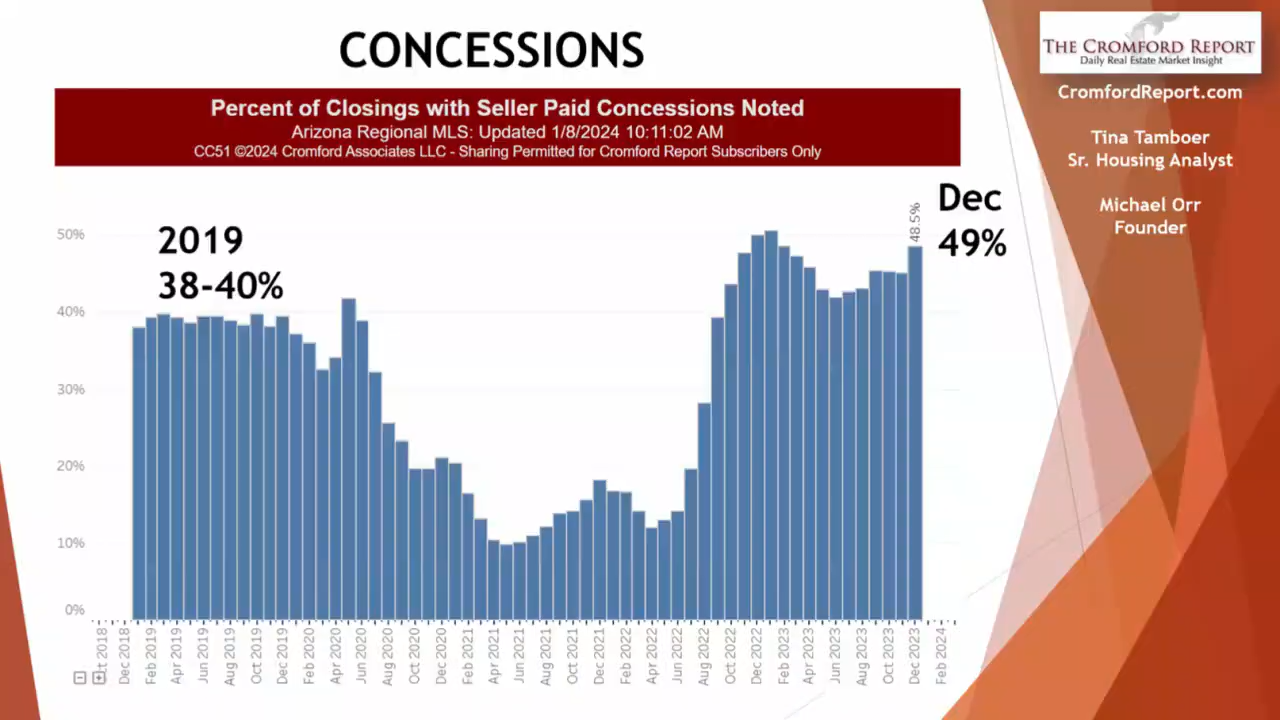 CONCESSIONS
Percent of Closings with Seller Paid Concessions Noted
Arizona Regional MLS: Updated 1/8/2024 10:11:02 AM
CC51 ©2024 Cromford Associates LLC - Sharing Permitted for Cromford Report Subscribers Only
THE CROMFORD REPORT
Daily Real Estate Market Insight
CromfordReport.com
Tina Tamboer
Sr. Housing Analyst
Michael Orr
Founder
2019
38-40%
Dec
49%
48.5%
50%
40%
30%
20%
10%
0%
Oct 2018
Dec 2018
Feb 2019
Apr 2019
Jun 2019
Aug 2019
Oct 2019
Dec 2019
Feb 2020
Apr 2020
Jun 2020
Aug 2020
Oct 2020
Dec 2020
Feb 2021
Apr 2021
Jun 2021
Aug 2021
Oct 2021
Dec 2021
Feb 2022
Apr 2022
Jun 2022
Aug 2022
Oct 2022
Dec 2022
Feb 2023
Apr 2023
Jun 2023
Aug 2023
Oct 2023
Dec 2023
Feb 2024